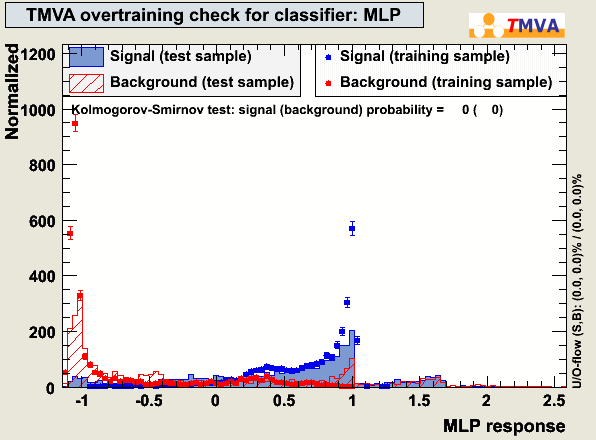 TMVA overtraining check for classifier: MLP
TMVA
Normalized
1200
1000
800
600
400
200
0
Signal (test sample)
Background (test sample)
Signal (training sample)
Background (training sample)
Kolmogorov-Smirnov test: signal (background) probability = 0 ( 0)
U/O-flow (S,B): (0.0, 0.0)% / (0.0, 0.0)%
-1 -0.5 0 0.5 1 1.5 2 2.5
MLP response